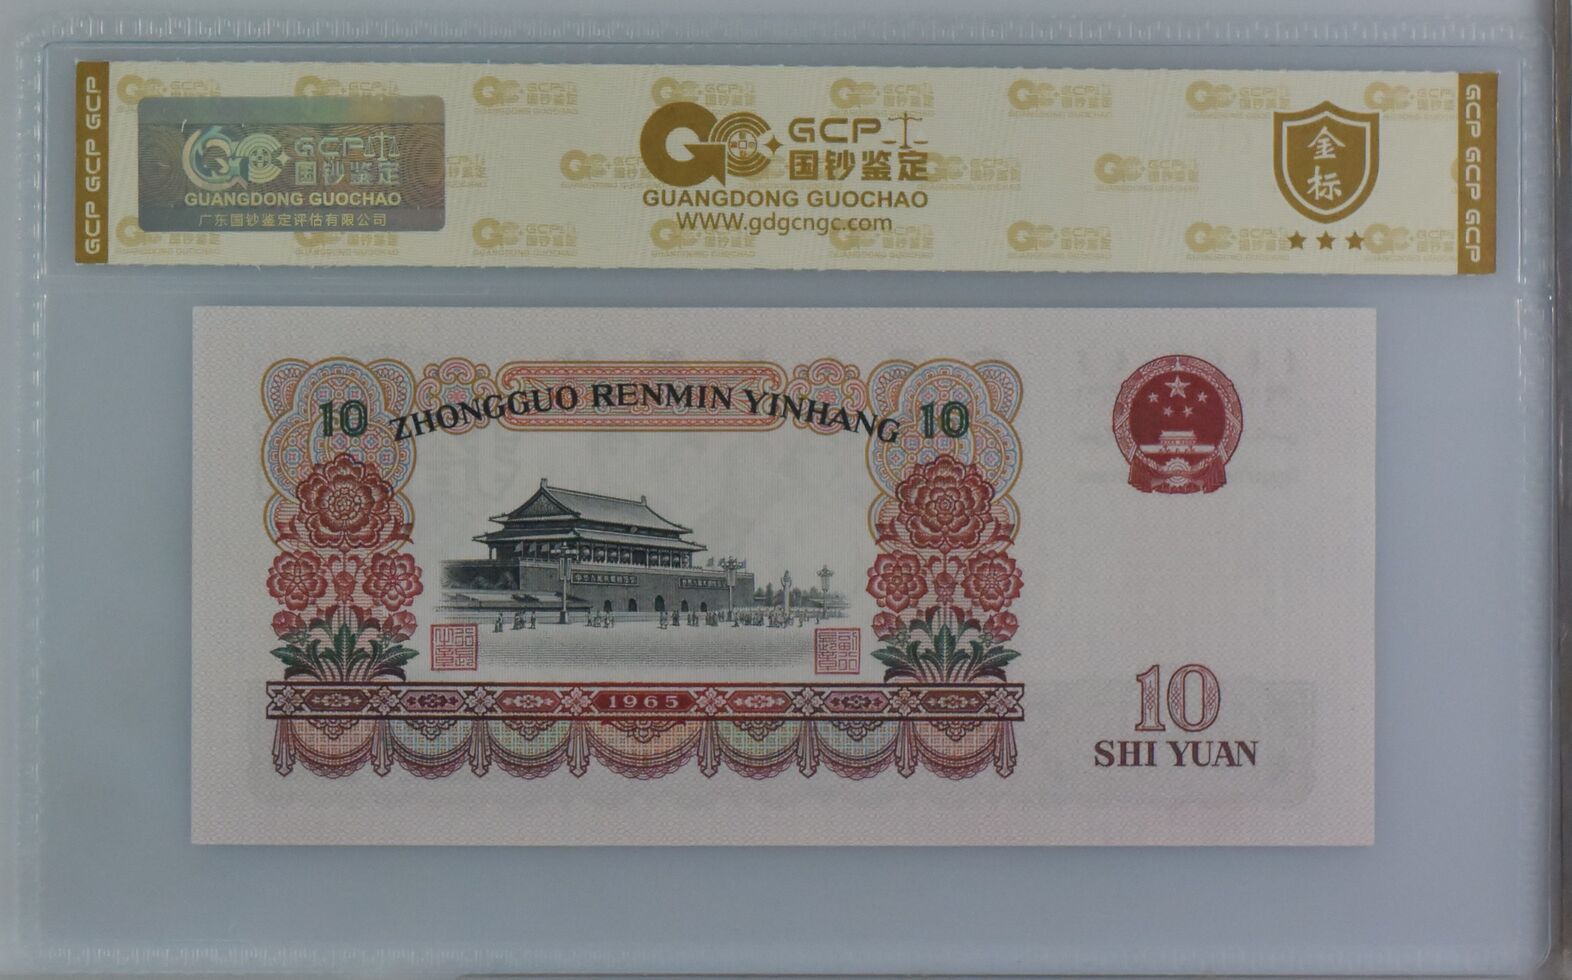 GCP GCP GCP
GCP
国钞鉴定
GUANGDONG GUOCHAO
广东国钞鉴定评估有限公司
GCP
国钞鉴定
GUANGDONG GUOCHAO
WWW.gdgcngc.com
金
标
GCP GCP GCP
10 ZHONGGUO RENMIN YINHANG 10
1965
10
SHI YUAN